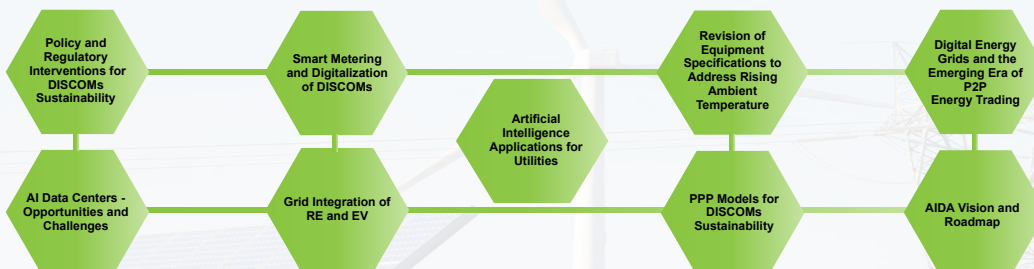 Policy and
Regulatory
Interventions for
DISCOMs
Sustainability
Smart Metering
and Digitalization
of DISCOMs
Revision of
Equipment
Specifications to
Address Rising
Ambient
Temperature
Digital Energy
Grids and the
Emerging Era of
P2P
Energy Trading
Artificial
Intelligence
Applications for
Utilities
AI Data Centers -
Opportunities and
Challenges
Grid Integration of
RE and EV
PPP Models for
DISCOMs
Sustainability
AIDA Vision and
Roadmap